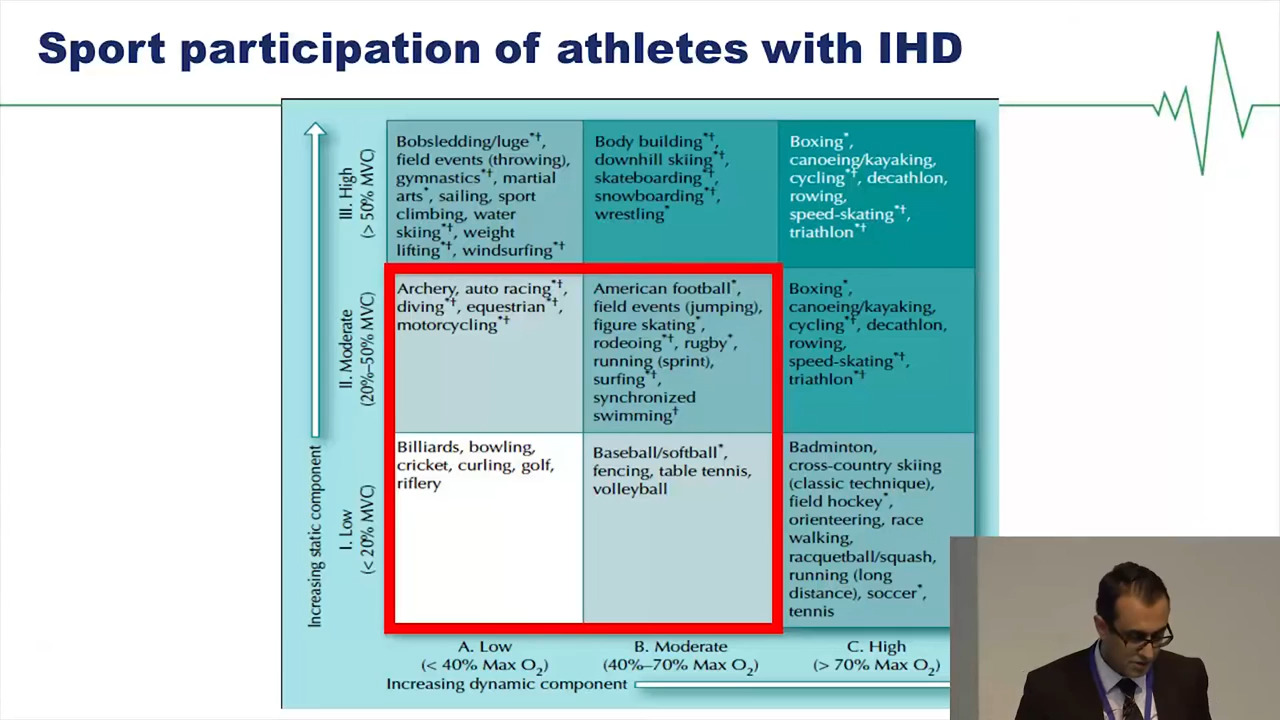 Sport participation of athletes with IHD
III. High
(> 50% MVC)
Bobsledding/luge*†,
field events (throwing),
gymnastics*†, martial
arts*, sailing, sport
climbing, water
skiing*†, weight
lifting*†, windsurfing*†
Body building*†,
downhill skiing*†,
skateboarding*†,
snowboarding*†,
wrestling*
Boxing*,
canoeing/kayaking,
cycling*†, decathlon,
rowing,
speed-skating*†,
triathlon*†
II. Moderate
(20%–50% MVC)
Archery, auto racing*†,
diving*†, equestrian*†,
motorcycling*†
American football*,
field events (jumping),
figure skating*,
rodeoing*†, rugby*,
running (sprint),
surfing*†,
synchronized
swimming†
Boxing*,
canoeing/kayaking,
cycling*†, decathlon,
rowing,
speed-skating*†,
triathlon*†
Increasing static component
I. Low
(< 20% MVC)
Billiards, bowling,
cricket, curling, golf,
riflery
Baseball/softball*,
fencing, table tennis,
volleyball
Badminton,
cross-country skiing
(classic technique),
field hockey*,
orienteering, race
walking,
racquetball/squash,
running (long
distance), soccer*,
tennis
A. Low
(< 40% Max O₂)
B. Moderate
(40%–70% Max O₂)
C. High
(> 70% Max O₂)
Increasing dynamic component